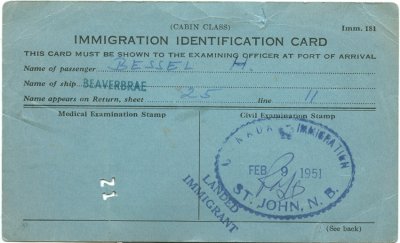 (CABIN CLASS)
Imm. 181
IMMIGRATION IDENTIFICATION CARD
THIS CARD MUST BE SHOWN TO THE EXAMINING OFFICER AT PORT OF ARRIVAL
Name of passenger BESSEL H.
Name of ship BEAVERBRAE
Name appears on Return, sheet 25 line 11
Medical Examination Stamp
Civil Examination Stamp
IMMIGRATION
FEB 9 1951
ST. JOHN, N.B.
LANDED
IMMIGRANT
(See back)